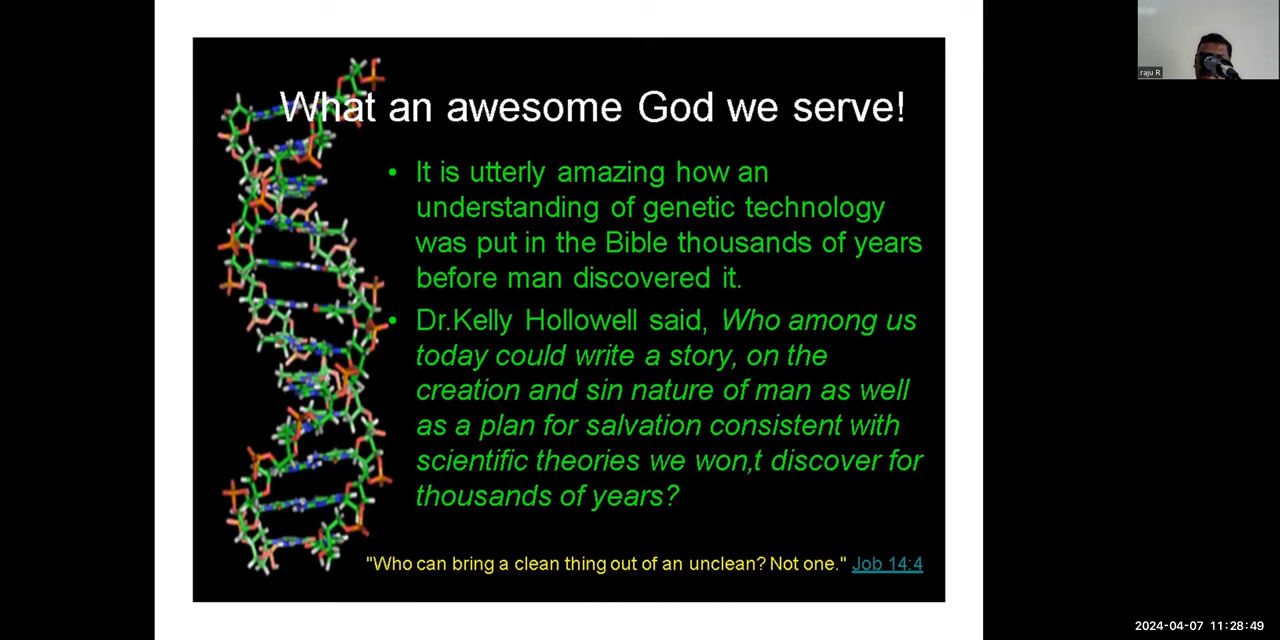 What an awesome God we serve!
• It is utterly amazing how an
understanding of genetic technology
was put in the Bible thousands of years
before man discovered it.
• Dr.Kelly Hollowell said, Who among us
today could write a story, on the
creation and sin nature of man as well
as a plan for salvation consistent with
scientific theories we won,t discover for
thousands of years?
"Who can bring a clean thing out of an unclean? Not one." Job 14:4
raju R
2024-04-07 11:28:49